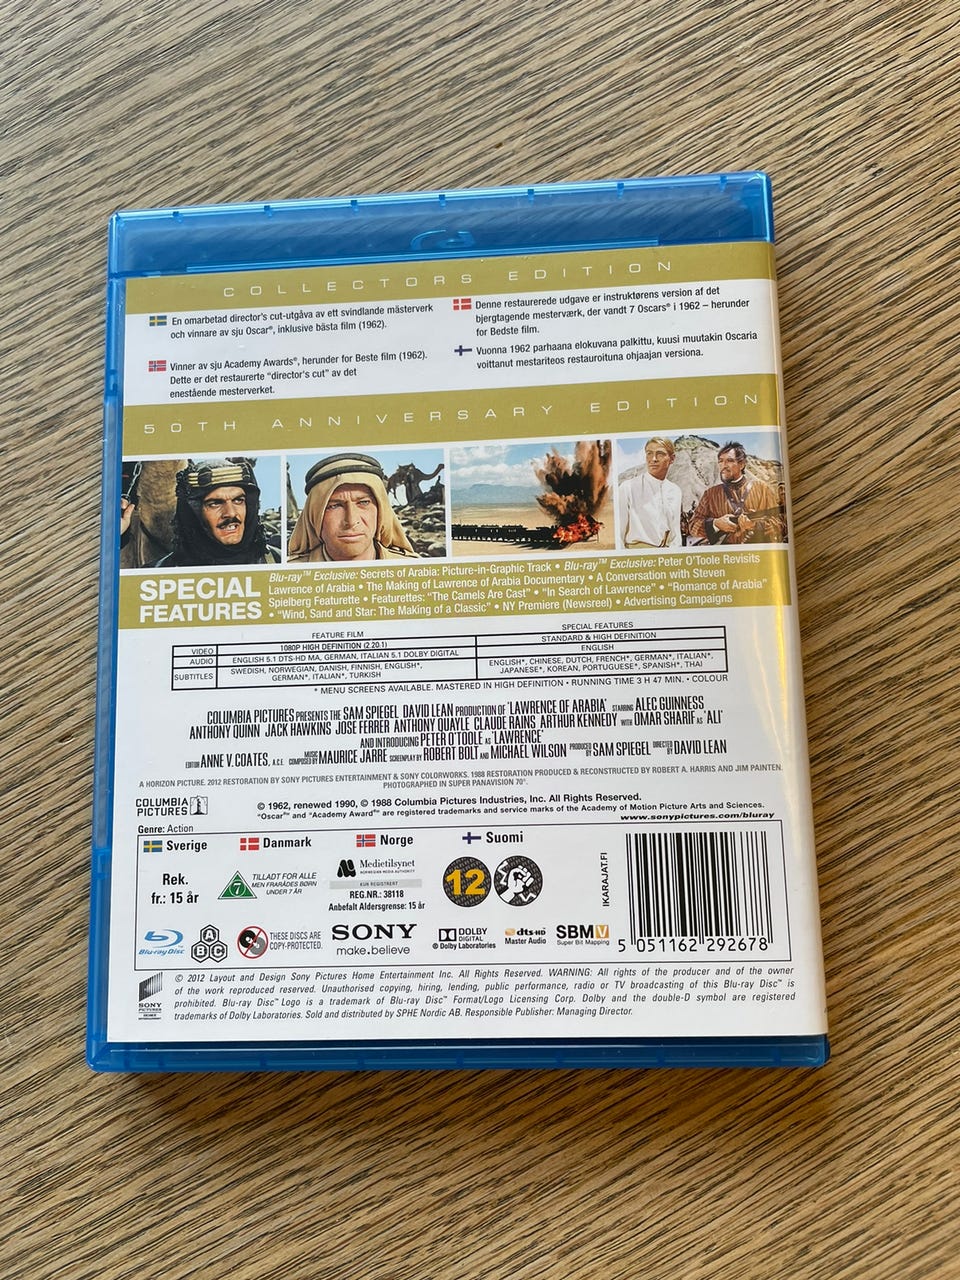 COLLECTORS EDITION
En omarbetad director's cut-utgåva av ett svindlande mästerverk
och vinnare av sju Oscar®, inklusive bästa film (1962).
Vinner av sju Academy Awards®, herunder for Beste film (1962).
Dette er det restaurerte "director's cut" av det
enestående mesterverket.
Denne restaurerede udgave er instruktørens version af det
bjergtagende mesterværk, der vandt 7 Oscars® i 1962 – herunder
for Bedste film.
Vuonna 1962 parhaana elokuvana palkittu, kuusi muutakin Oscaria
voittanut mestariteos restauroituna ohjaajan versiona.
50TH ANNIVERSARY EDITION
SPECIAL
FEATURES
Blu-ray™ Exclusive: Secrets of Arabia: Picture-in-Graphic Track • Blu-ray™ Exclusive: Peter O'Toole Revisits
Lawrence of Arabia • The Making of Lawrence of Arabia Documentary • A Conversation with Steven
Spielberg Featurette • Featurettes: "The Camels Are Cast" • "In Search of Lawrence" • "Romance of Arabia"
• "Wind, Sand and Star: The Making of a Classic" • NY Premiere (Newsreel) • Advertising Campaigns
FEATURE FILM SPECIAL FEATURES
VIDEO 1080P HIGH DEFINITION (2.20:1) STANDARD & HIGH DEFINITION
AUDIO ENGLISH 5.1 DTS-HD MA, GERMAN, ITALIAN 5.1 DOLBY DIGITAL ENGLISH
SUBTITLES SWEDISH, NORWEGIAN, DANISH, FINNISH, ENGLISH*,
GERMAN*, ITALIAN*, TURKISH
ENGLISH*, CHINESE, DUTCH, FRENCH*, GERMAN*, ITALIAN*,
JAPANESE*, KOREAN, PORTUGUESE*, SPANISH*, THAI
* MENU SCREENS AVAILABLE. MASTERED IN HIGH DEFINITION • RUNNING TIME 3 H 47 MIN. • COLOUR
COLUMBIA PICTURES PRESENTS THE SAM SPIEGEL DAVID LEAN PRODUCTION OF 'LAWRENCE OF ARABIA' STARRING ALEC GUINNESS
ANTHONY QUINN JACK HAWKINS JOSE FERRER ANTHONY QUAYLE CLAUDE RAINS ARTHUR KENNEDY WITH OMAR SHARIF AS 'ALI'
AND INTRODUCING PETER O'TOOLE AS 'LAWRENCE'
EDITOR ANNE V. COATES, A.C.E. MUSIC COMPOSED BY MAURICE JARRE SCREENPLAY BY ROBERT BOLT AND MICHAEL WILSON PRODUCED BY SAM SPIEGEL DIRECTED BY DAVID LEAN
A HORIZON PICTURE. 2012 RESTORATION BY SONY PICTURES ENTERTAINMENT & SONY COLORWORKS. 1988 RESTORATION PRODUCED & RECONSTRUCTED BY ROBERT A. HARRIS AND JIM PAINTEN.
PHOTOGRAPHED IN SUPER PANAVISION 70®.
COLUMBIA
PICTURES
© 1962, renewed 1990, © 1988 Columbia Pictures Industries, Inc. All Rights Reserved.
"Oscar®" and "Academy Award®" are registered trademarks and service marks of the Academy of Motion Picture Arts and Sciences.
www.sonypictures.com/bluray
Genre: Action
Sverige Danmark Norge Suomi
Rek.
fr.: 15 år
7
TILLADT FOR ALLE
MEN FRARÅDES BØRN
UNDER 7 ÅR
Medietilsynet
NORWEGIAN MEDIA AUTHORITY
KUN REGISTRERT
REG.NR.: 38118
Anbefalt Aldersgrense: 15 år
12
IKARAJAT.FI
Blu-ray Disc
A
B
C
THESE DISCS ARE
COPY-PROTECTED.
SONY
make.believe
DOLBY
DIGITAL
® Dolby Laboratories
dts-HD
Master Audio
SBMV
Super Bit Mapping
5 051162 292678
SONY
PICTURES
© 2012 Layout and Design Sony Pictures Home Entertainment Inc. All Rights Reserved. WARNING: All rights of the producer and of the owner
of the work reproduced reserved. Unauthorised copying, hiring, lending, public performance, radio or TV broadcasting of this Blu-ray Disc™ is
prohibited. Blu-ray Disc™ Logo is a trademark of Blu-ray Disc™ Format/Logo Licensing Corp. Dolby and the double-D symbol are registered
trademarks of Dolby Laboratories. Sold and distributed by SPHE Nordic AB. Responsible Publisher: Managing Director.